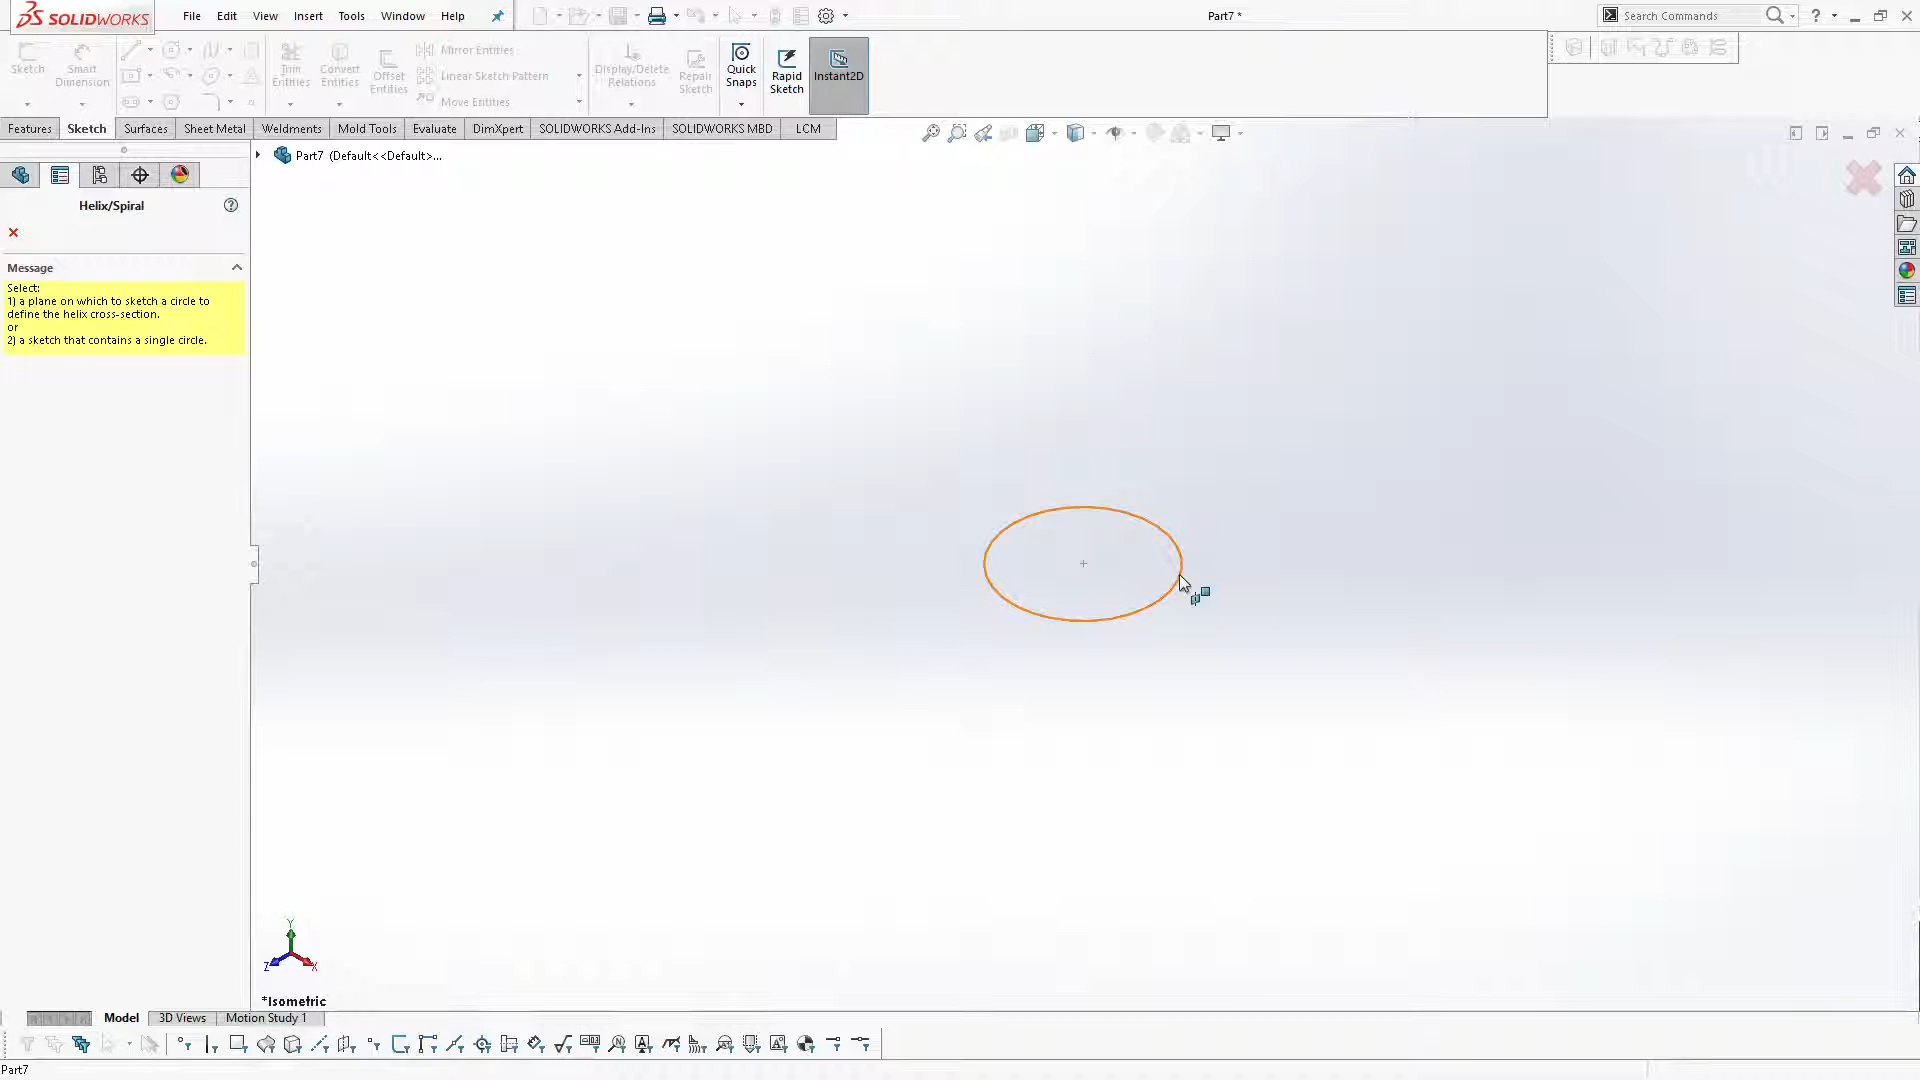 SOLIDWORKS
File Edit View Insert Tools Window Help
Part7 *
Search Commands
?
Sketch
Smart Dimension
Trim Entities
Convert Entities
Offset Entities
Mirror Entities
Linear Sketch Pattern
Move Entities
Display/Delete Relations
Repair Sketch
Quick Snaps
Rapid Sketch
Instant2D
Features Sketch Surfaces Sheet Metal Weldments Mold Tools Evaluate DimXpert SOLIDWORKS Add-Ins SOLIDWORKS MBD LCM
Part7 (Default<<Default>...
Helix/Spiral
?
Message
Select:
1) a plane on which to sketch a circle to
define the helix cross-section.
or
2) a sketch that contains a single circle.
Y
Z
X
*Isometric
Model 3D Views Motion Study 1
Part7